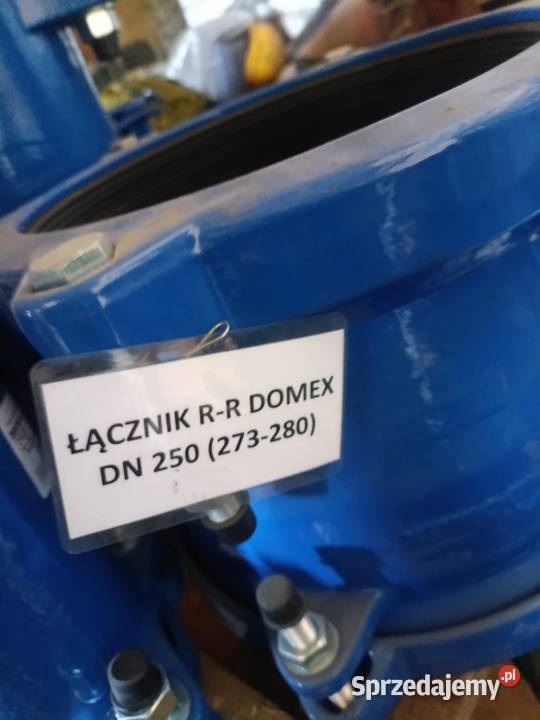 ŁĄCZNIK R-R DOMEX
DN 250 (273-280)
Sprzedajemy.pl